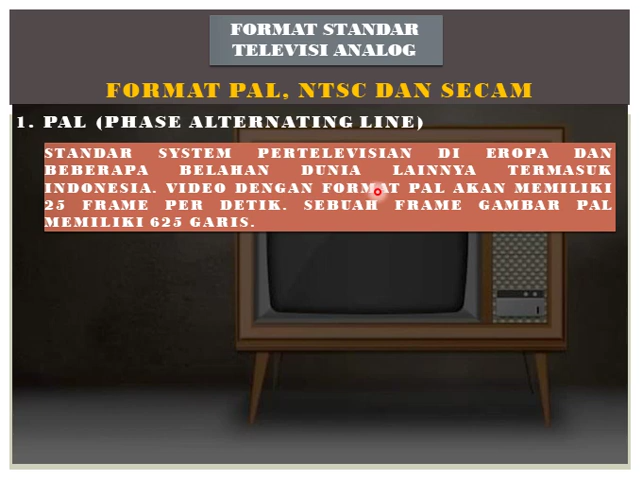 FORMAT STANDAR
TELEVISI ANALOG
FORMAT PAL, NTSC DAN SECAM
1. PAL (PHASE ALTERNATING LINE)
STANDAR SYSTEM PERTELEVISIAN DI EROPA DAN
BEBERAPA BELAHAN DUNIA LAINNYA TERMASUK
INDONESIA. VIDEO DENGAN FORMAT PAL AKAN MEMILIKI
25 FRAME PER DETIK. SEBUAH FRAME GAMBAR PAL
MEMILIKI 625 GARIS.